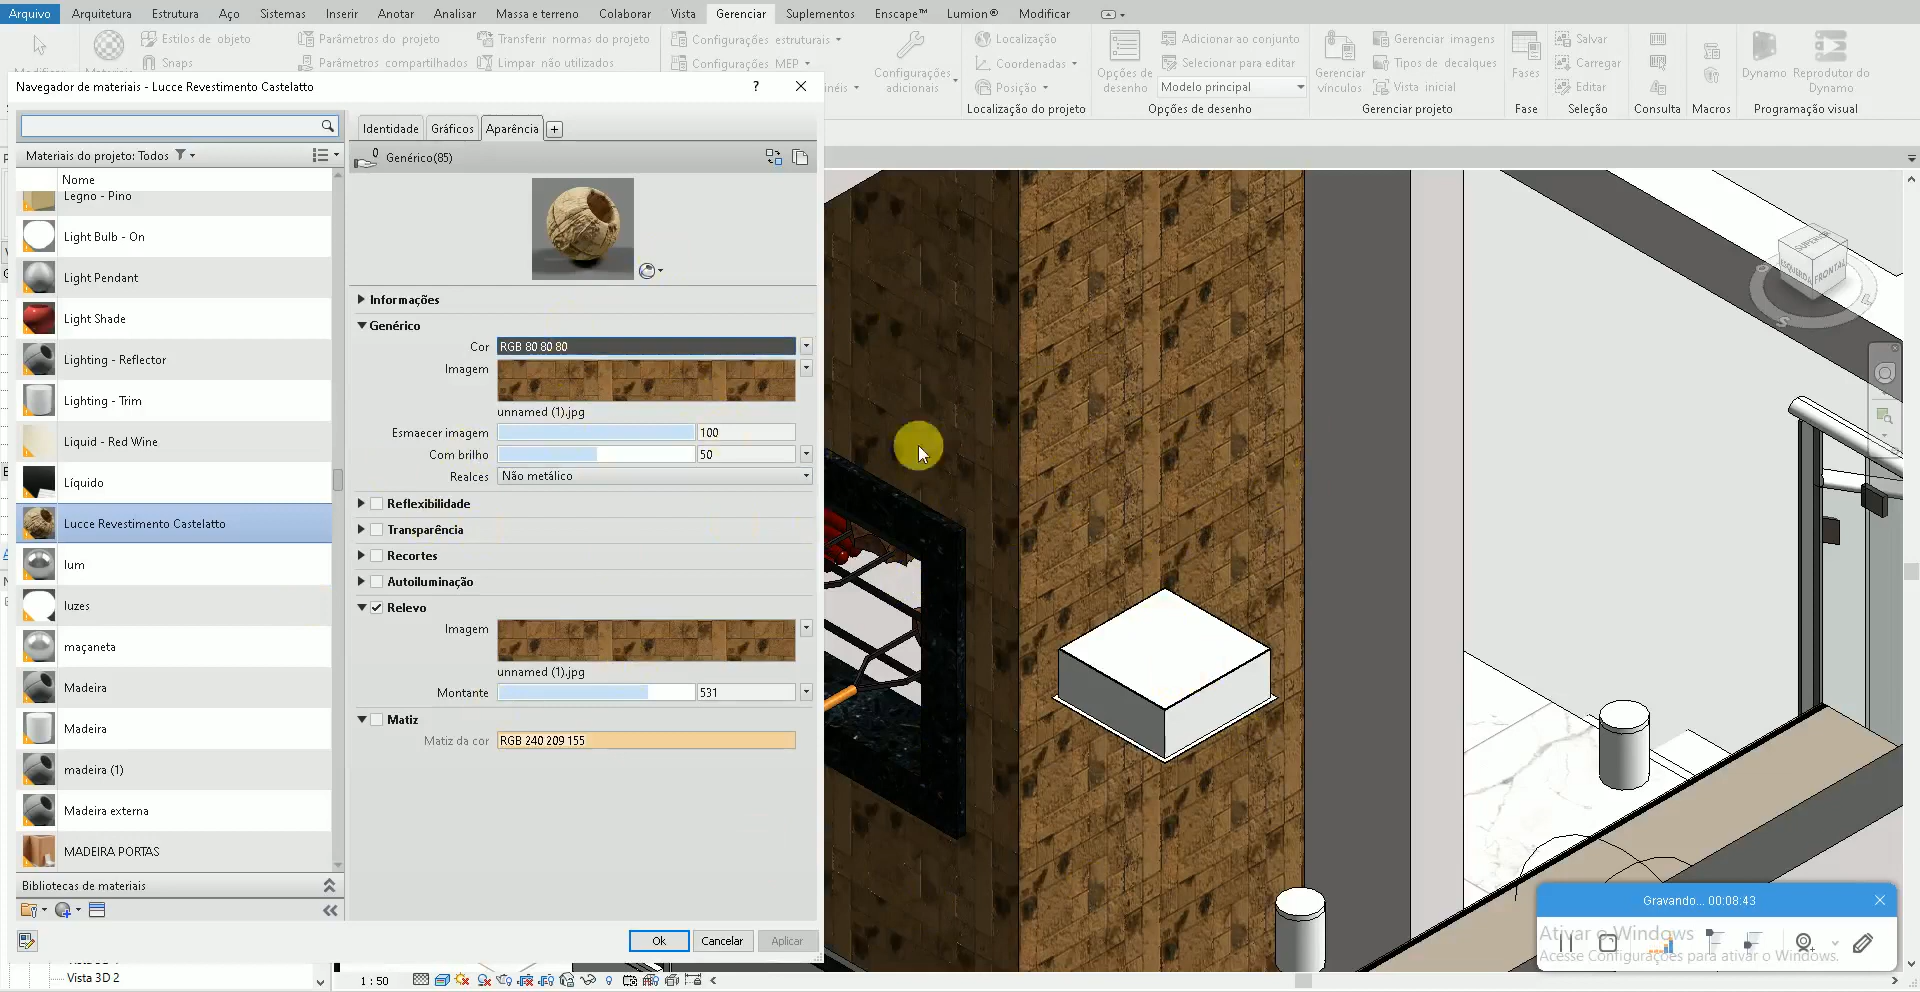 Arquivo Arquitetura Estrutura Aço Sistemas Inserir Anotar Analisar Massa e terreno Colaborar Vista Gerenciar Suplementos Enscape™ Lumion® Modificar
Estilos de objeto Parâmetros do projeto Transferir normas do projeto Configurações estruturais Localização Adicionar ao conjunto Gerenciar imagens Salvar
Snaps Parâmetros compartilhados Limpar não utilizados Configurações MEP Configurações adicionais Coordenadas Opções de desenho Selecionar para editar Gerenciar vínculos Tipos de decalques Fases Carregar Dynamo Reprodutor do Dynamo
Posição Modelo principal Vista inicial Editar
Localização do projeto Opções de desenho Gerenciar projeto Fase Seleção Consulta Macros Programação visual
Navegador de materiais - Lucce Revestimento Castelatto ?
Materiais do projeto: Todos
Nome
Legno - Pino
Light Bulb - On
Light Pendant
Light Shade
Lighting - Reflector
Lighting - Trim
Liquid - Red Wine
Líquido
Lucce Revestimento Castelatto
lum
luzes
maçaneta
Madeira
Madeira
madeira (1)
Madeira externa
MADEIRA PORTAS
Bibliotecas de materiais
Identidade Gráficos Aparência +
0
Genérico(85)
Informações
Genérico
Cor RGB 80 80 80
Imagem
unnamed (1).jpg
Esmaecer imagem 100
Com brilho 50
Realces Não metálico
Reflexibilidade
Transparência
Recortes
Autoiluminação
Relevo
Imagem
unnamed (1).jpg
Montante 531
Matiz
Matiz da cor RGB 240 209 155
Ok Cancelar Aplicar
SUPERIOR
ESQUERDA FRONTAL
S
Gravando... 00:08:43
Ativar o Windows
Acesse Configurações para ativar o Windows.
Vista 3D 2
1 : 50